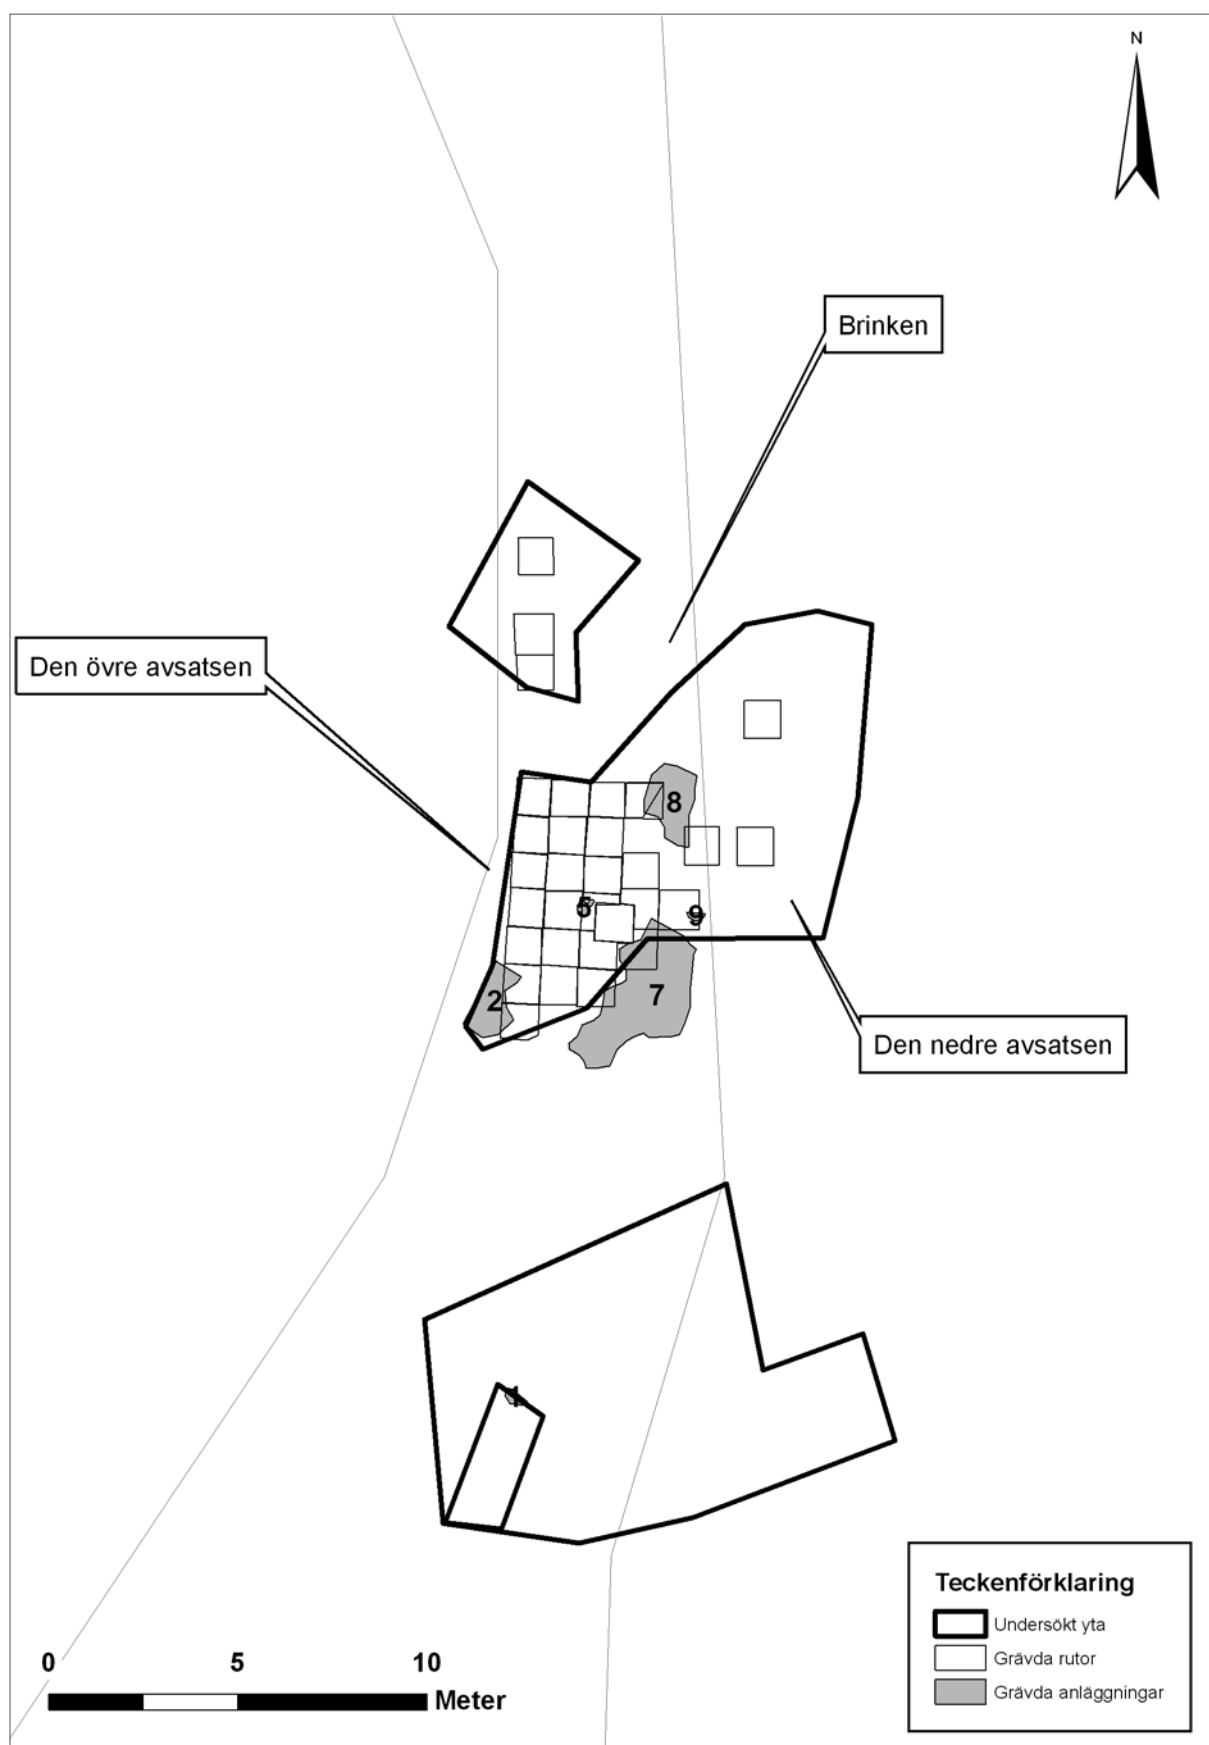 N
Brinken
Den övre avsatsen
8
5
9
2
7
Den nedre avsatsen
4
Teckenförklaring
Undersökt yta
Grävda rutor
Grävda anläggningar
0 5 10
Meter